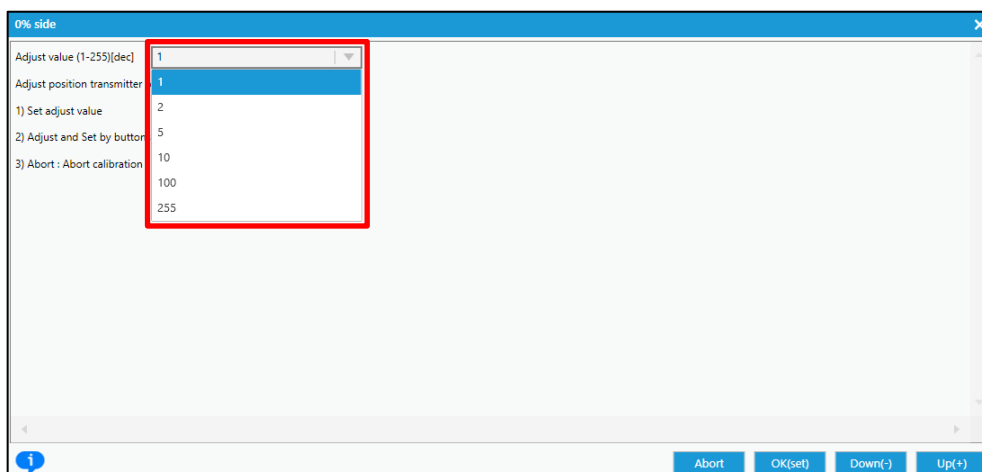 0% side
Adjust value (1-255)[dec] 1
Adjust position transmitter
1
1) Set adjust value
2
2) Adjust and Set by button
5
3) Abort : Abort calibration
10
100
255
Abort OK(set) Down(-) Up(+)